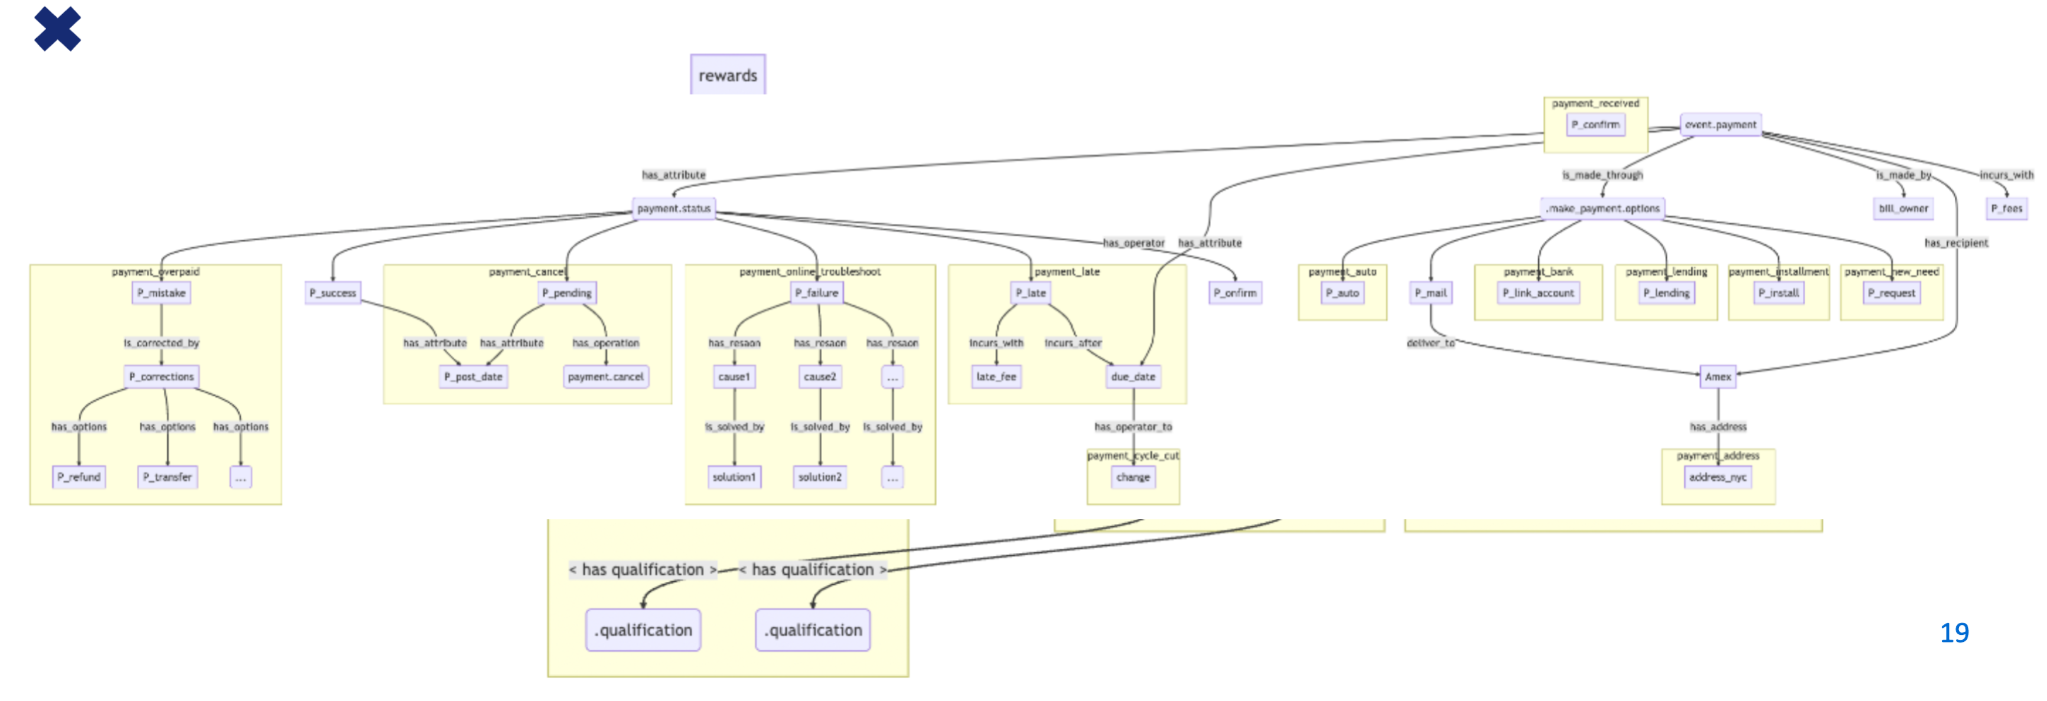 rewards
payment_received
P_confirm
event.payment
has_attribute
is_made_through
is_made_by
incurs_with
payment.status
.make_payment.options
bill_owner
P_fees
has_operator
has_attribute
has_recipient
payment_overpaid
payment_cancel
payment_online_troubleshoot
payment_late
payment_auto
payment_bank
payment_lending
payment_installment
payment_new_need
P_mistake
P_success
P_pending
P_failure
P_late
P_onfirm
P_auto
P_mail
P_link_account
P_lending
P_install
P_request
is_corrected_by
has_attribute
has_attribute
has_operation
has_resaon
has_resaon
has_resaon
incurs_with
incurs_after
deliver_to
P_corrections
P_post_date
payment.cancel
cause1
cause2
...
late_fee
due_date
Amex
has_options
has_options
has_options
is_solved_by
is_solved_by
is_solved_by
has_operator_to
has_address
payment_cycle_cut
payment_address
P_refund
P_transfer
...
solution1
solution2
...
change
address_nyc
< has qualification >
< has qualification >
.qualification
.qualification
19